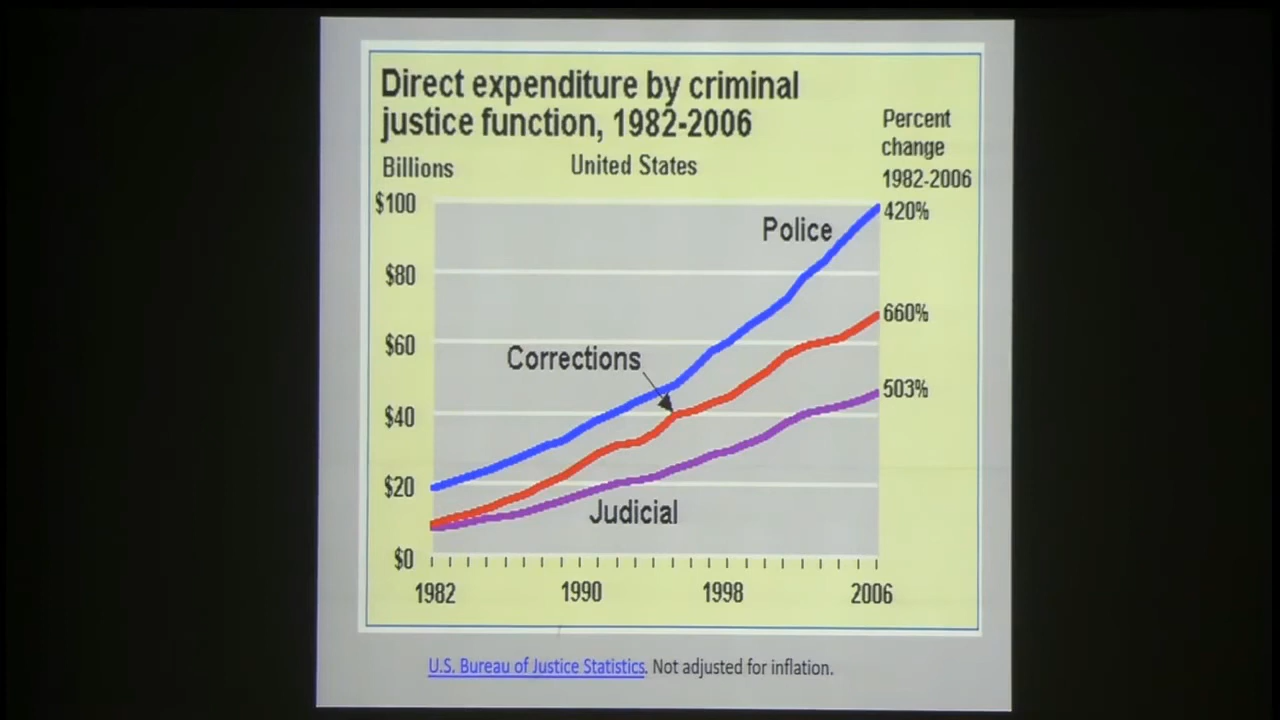 Direct expenditure by criminal
justice function, 1982-2006
Billions
United States
Percent
change
1982-2006
$100
$80
$60
$40
$20
$0
Police
420%
Corrections
660%
Judicial
503%
1982 1990 1998 2006
U.S. Bureau of Justice Statistics. Not adjusted for inflation.